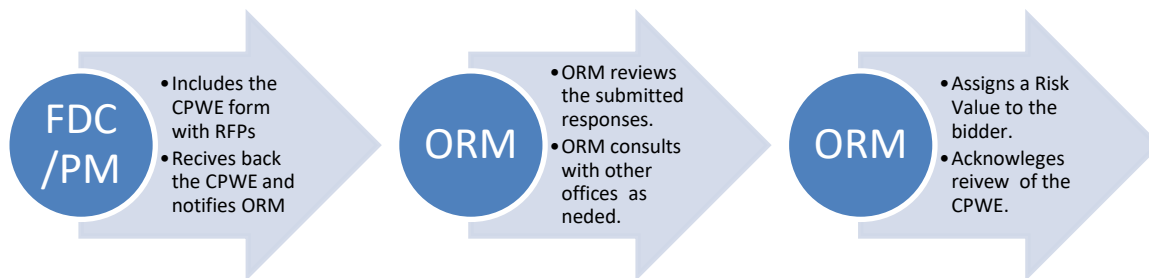 FDC
/PM
•Includes the
CPWE form
with RFPs
•Recives back
the CPWE and
notifies ORM
ORM
•ORM reviews
the submitted
responses.
•ORM consults
with other
offices as
neded.
ORM
•Assigns a Risk
Value to the
bidder.
•Acknowleges
reivew of the
CPWE.